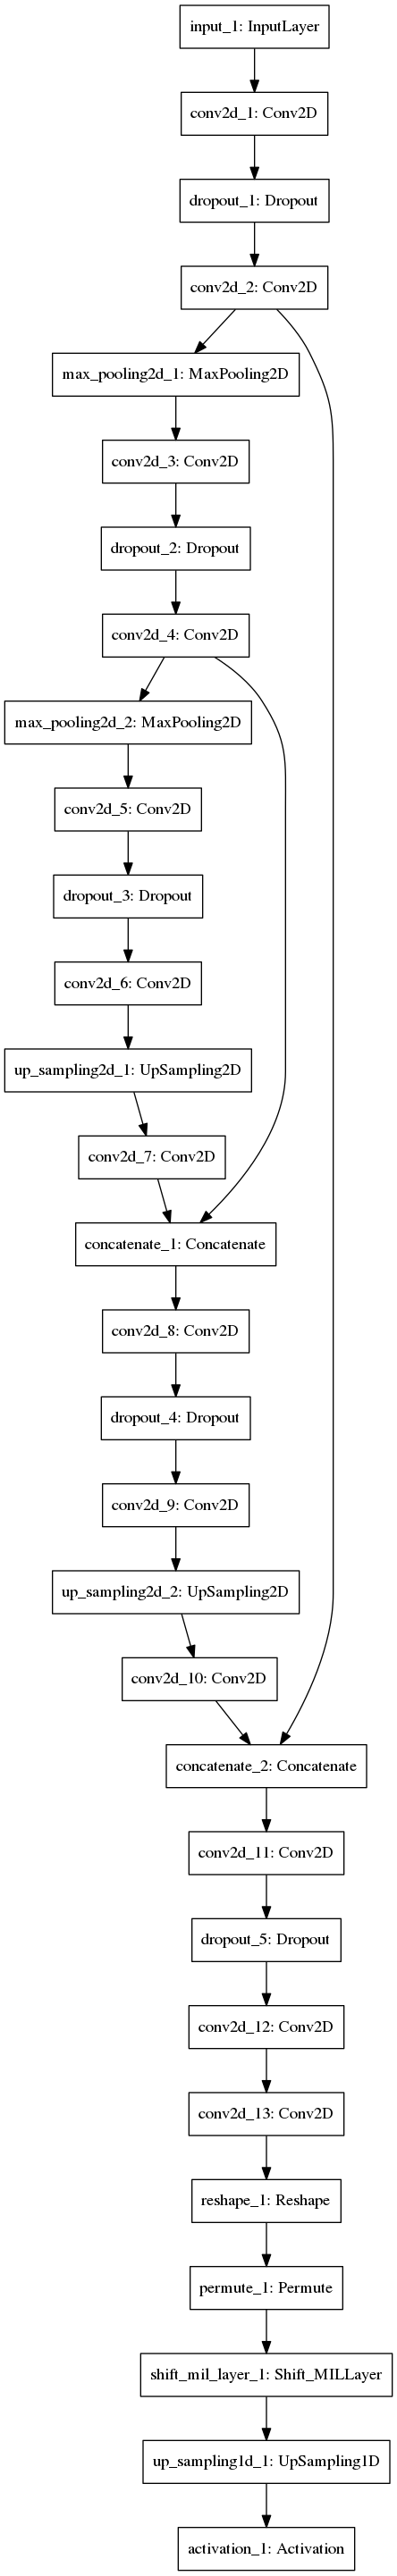 input_1: InputLayer
conv2d_1: Conv2D
dropout_1: Dropout
conv2d_2: Conv2D
max_pooling2d_1: MaxPooling2D
conv2d_3: Conv2D
dropout_2: Dropout
conv2d_4: Conv2D
max_pooling2d_2: MaxPooling2D
conv2d_5: Conv2D
dropout_3: Dropout
conv2d_6: Conv2D
up_sampling2d_1: UpSampling2D
conv2d_7: Conv2D
concatenate_1: Concatenate
conv2d_8: Conv2D
dropout_4: Dropout
conv2d_9: Conv2D
up_sampling2d_2: UpSampling2D
conv2d_10: Conv2D
concatenate_2: Concatenate
conv2d_11: Conv2D
dropout_5: Dropout
conv2d_12: Conv2D
conv2d_13: Conv2D
reshape_1: Reshape
permute_1: Permute
shift_mil_layer_1: Shift_MILLayer
up_sampling1d_1: UpSampling1D
activation_1: Activation